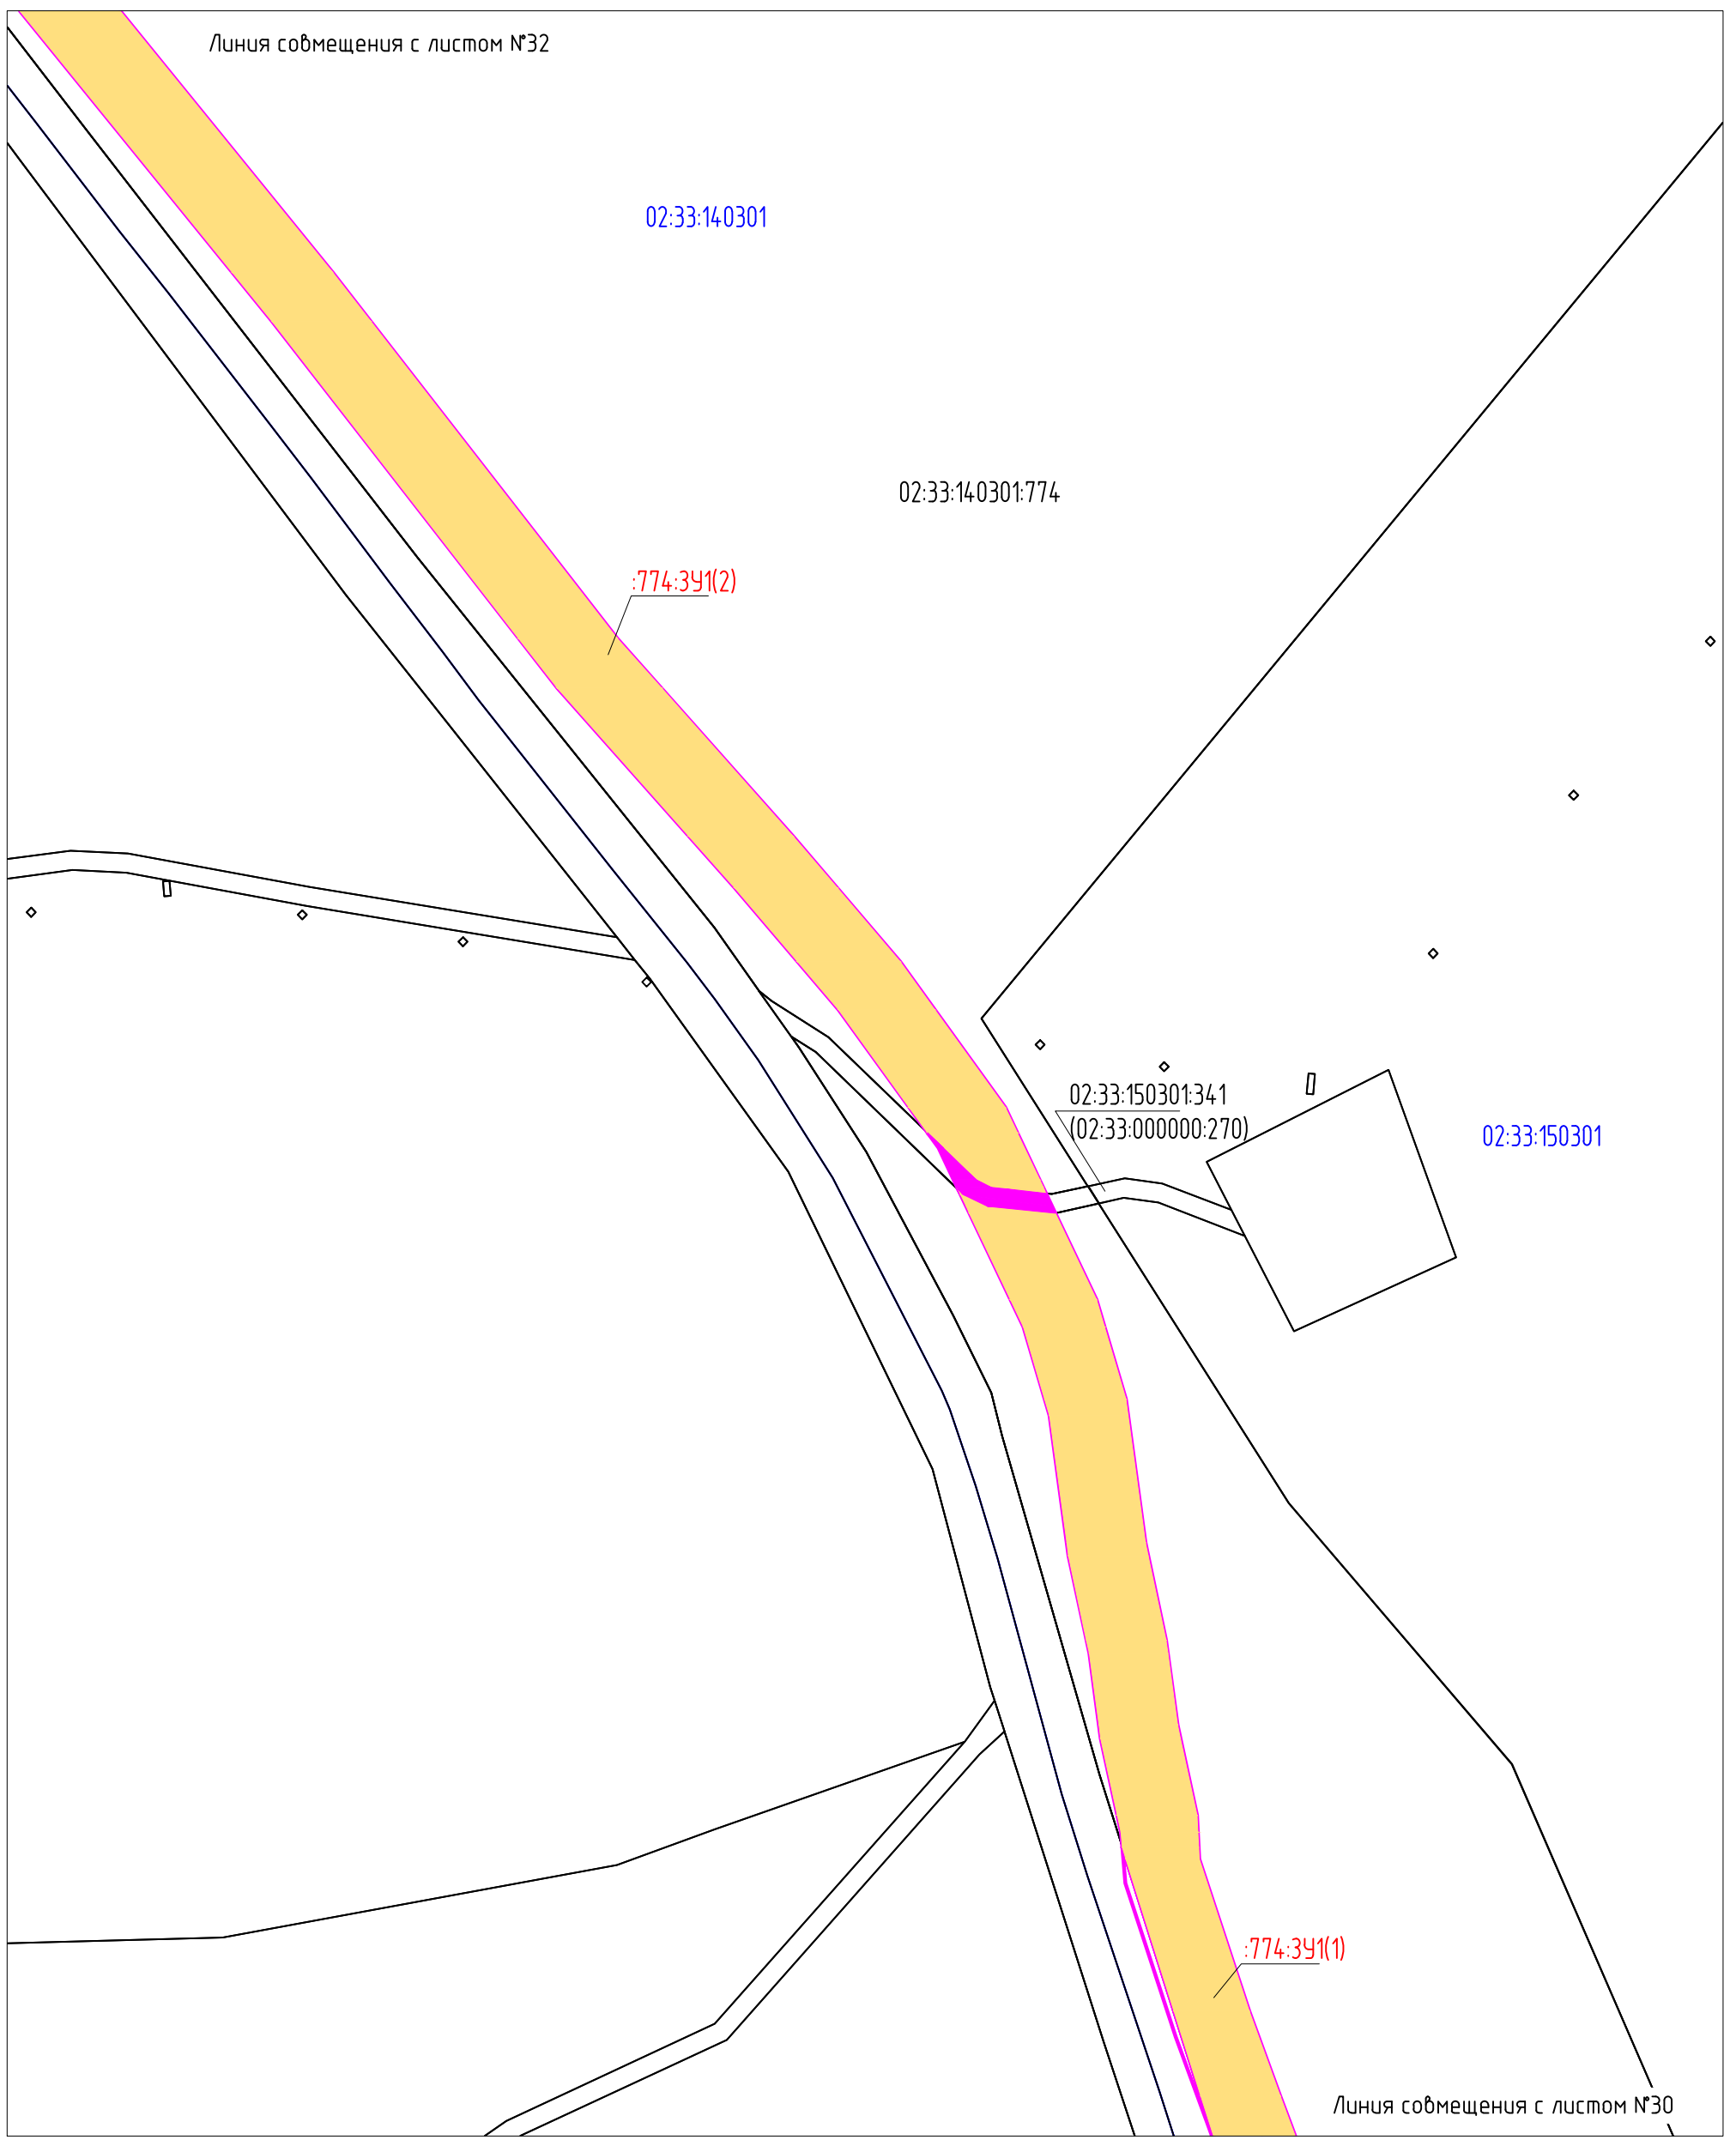 Линия совмещения с листом №32
02:33:140301
02:33:140301:774
:774:ЗУ1(2)
02:33:150301:341
(02:33:000000:270)
02:33:150301
:774:ЗУ1(1)
Линия совмещения с листом №30